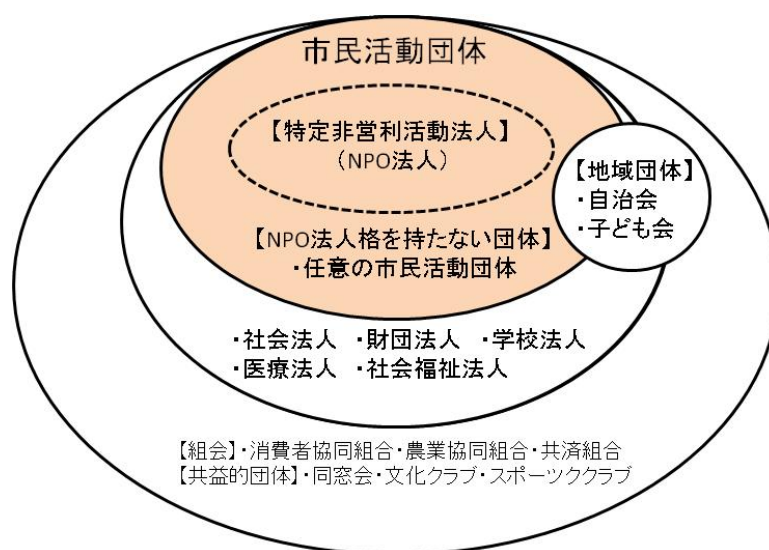 市民活動団体
【特定非営利活動法人】
（NPO法人）
【地域団体】
・自治会
・子ども会
【NPO法人格を持たない団体】
・任意の市民活動団体
・社会法人 ・財団法人 ・学校法人
・医療法人 ・社会福祉法人
【組会】・消費者協同組合・農業協同組合・共済組合
【共益的団体】・同窓会・文化クラブ・スポーツククラブ